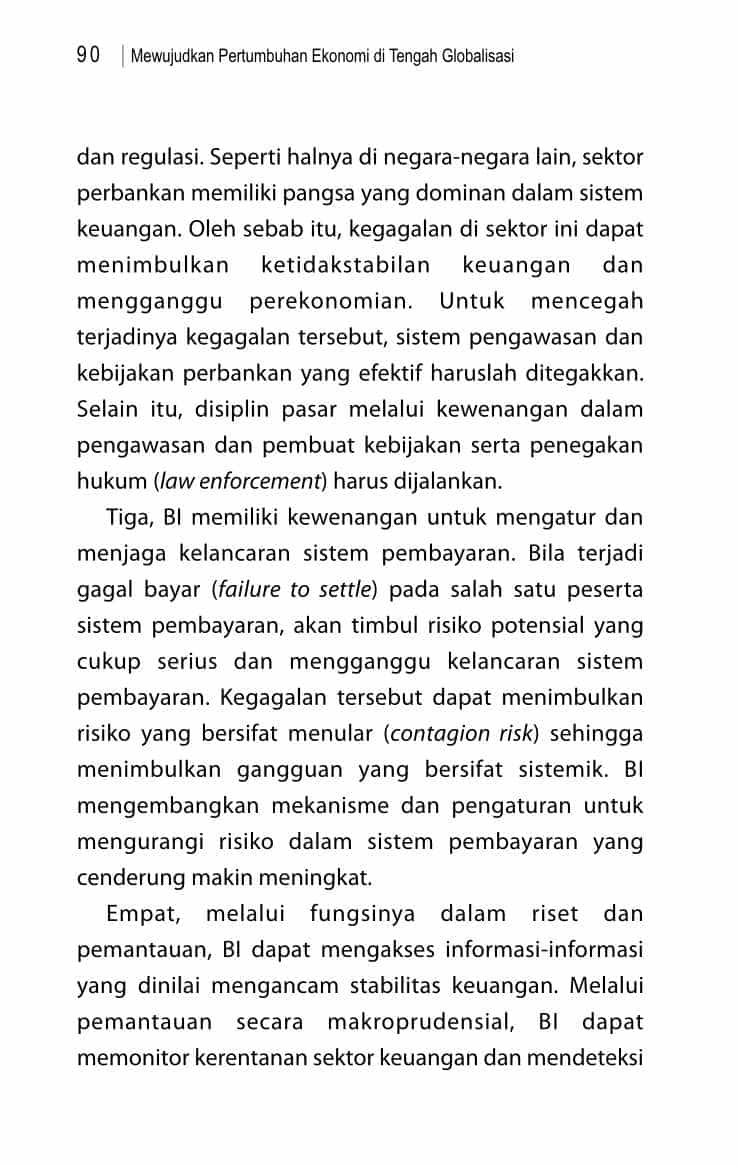 90 | Mewujudkan Pertumbuhan Ekonomi di Tengah Globalisasi
dan regulasi. Seperti halnya di negara-negara lain, sektor
perbankan memiliki pangsa yang dominan dalam sistem
keuangan. Oleh sebab itu, kegagalan di sektor ini dapat
menimbulkan ketidakstabilan keuangan dan
mengganggu perekonomian. Untuk mencegah
terjadinya kegagalan tersebut, sistem pengawasan dan
kebijakan perbankan yang efektif haruslah ditegakkan.
Selain itu, disiplin pasar melalui kewenangan dalam
pengawasan dan pembuat kebijakan serta penegakan
hukum (law enforcement) harus dijalankan.
Tiga, BI memiliki kewenangan untuk mengatur dan
menjaga kelancaran sistem pembayaran. Bila terjadi
gagal bayar (failure to settle) pada salah satu peserta
sistem pembayaran, akan timbul risiko potensial yang
cukup serius dan mengganggu kelancaran sistem
pembayaran. Kegagalan tersebut dapat menimbulkan
risiko yang bersifat menular (contagion risk) sehingga
menimbulkan gangguan yang bersifat sistemik. BI
mengembangkan mekanisme dan pengaturan untuk
mengurangi risiko dalam sistem pembayaran yang
cenderung makin meningkat.
Empat, melalui fungsinya dalam riset dan
pemantauan, BI dapat mengakses informasi-informasi
yang dinilai mengancam stabilitas keuangan. Melalui
pemantauan secara makroprudensial, BI dapat
memonitor kerentanan sektor keuangan dan mendeteksi